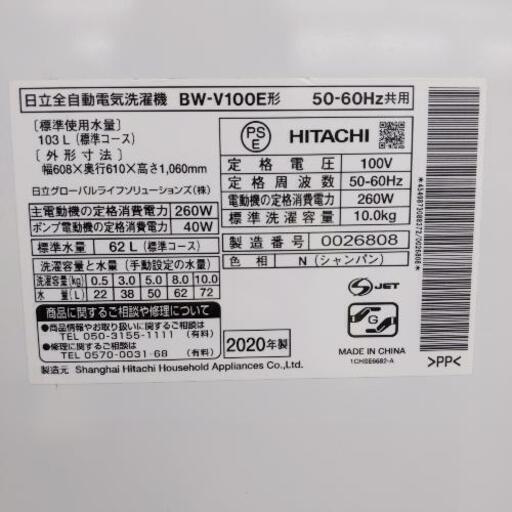 日立全自動電気洗濯機 BW-V100E形 50-60Hz共用
〔標準使用水量〕
103 L (標準コース)
〔外形寸法〕
幅608×奥行610×高さ1,060mm
日立グローバルライフソリューションズ(株)
主電動機の定格消費電力 260W
ポンプ電動機の定格消費電力 40W
標準水量 62 L (標準コース)
洗濯容量と水量 (手動設定の水量)
洗濯容量(kg) 0.5 3.0 5.0 8.0 10.0
水量(L) 22 38 50 62 72
商品に関するご相談や修理について
●商品情報やお取り扱いに関するご相談
TEL 050-3155-1111 (有料)
●修理に関するご相談
TEL 0570-0031-68 (有料)
製造元 Shanghai Hitachi Household Appliances Co.,Ltd.
PS
E
HITACHI
定格電圧 100V
定格周波数 50-60Hz
電動機の定格消費電力 260W
標準洗濯容量 10.0kg
製造番号 0026808
色相 N (シャンパン)
2020年製
S JET
G
MADE IN CHINA
1CHSE6682-A
>PP<